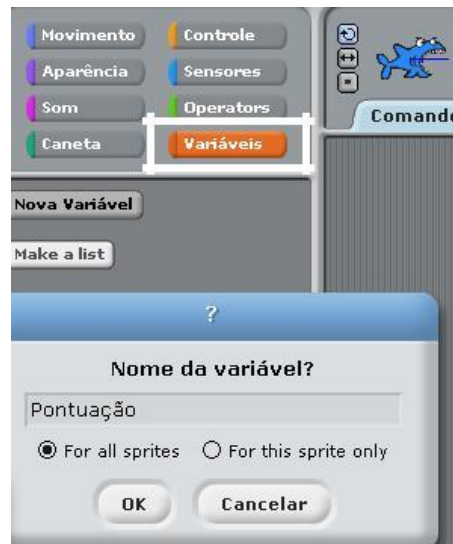 Movimento Controle
Aparência Sensores
Som Operators
Caneta Variáveis
Comand
Nova Variável
Make a list
?
Nome da variável?
Pontuação
For all sprites For this sprite only
OK Cancelar